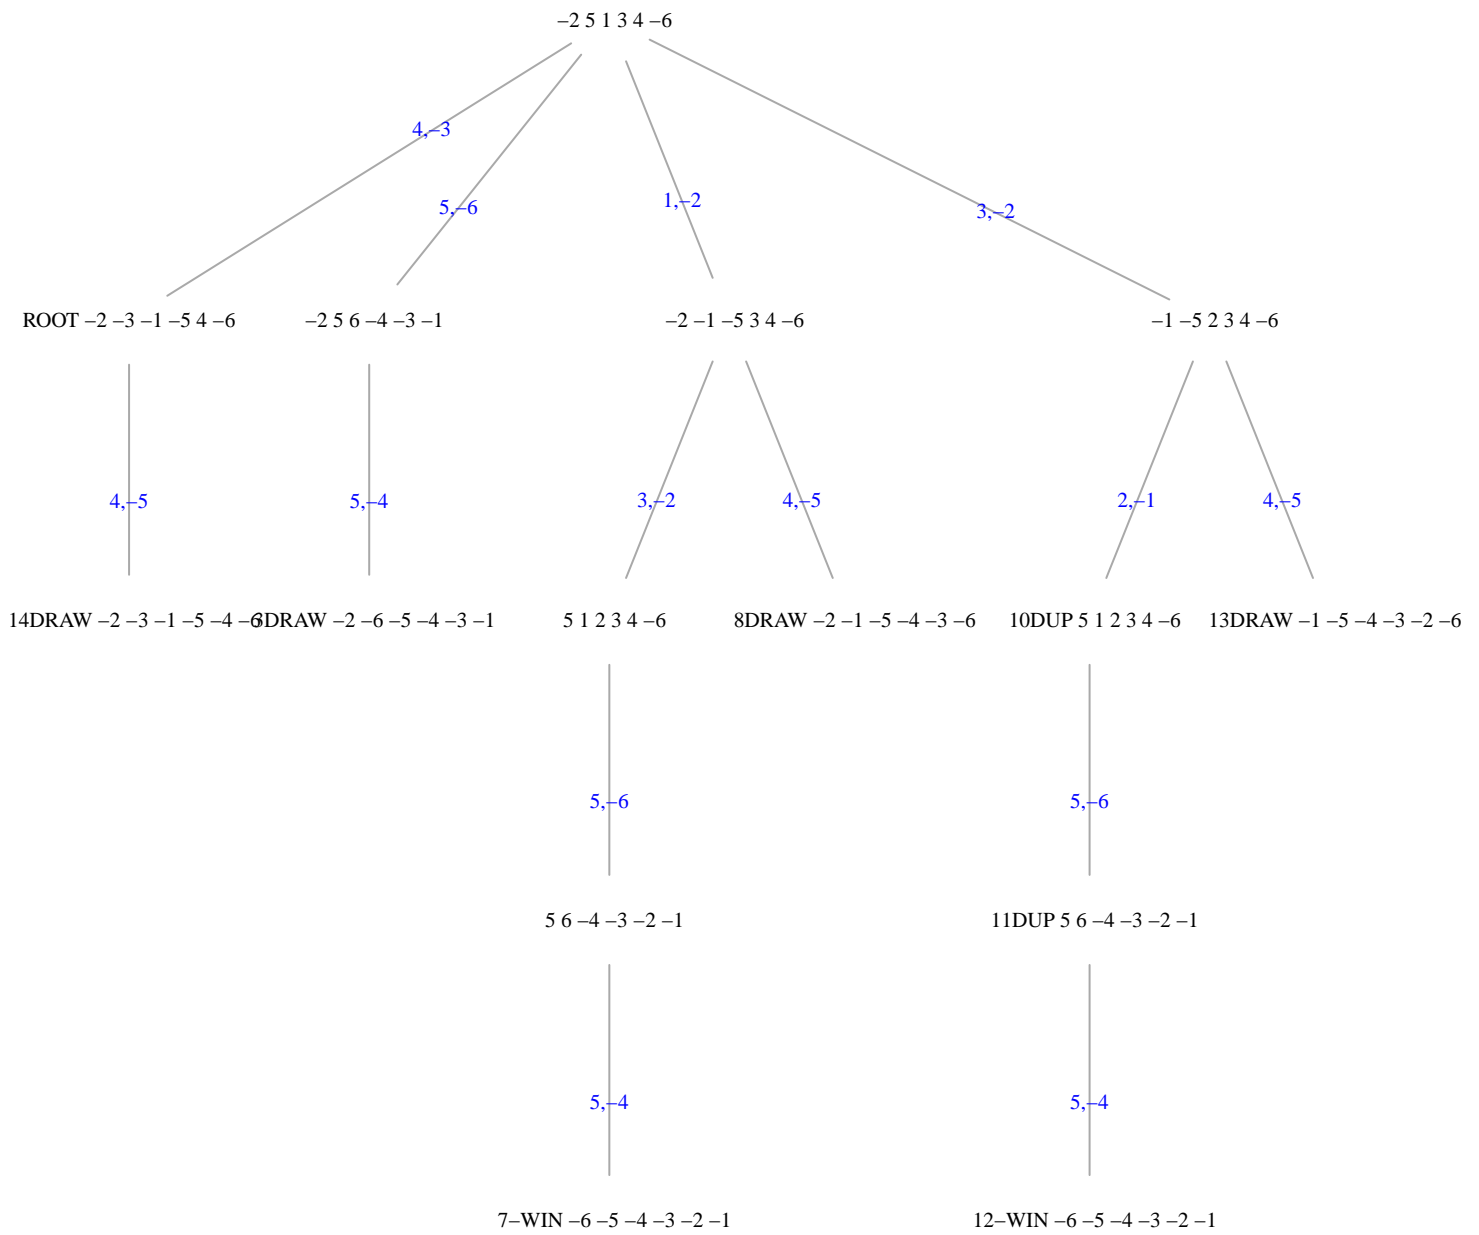 –2 5 1 3 4 –6
4,–3
5,–6
1,–2
3,–2
ROOT –2 –3 –1 –5 4 –6
–2 5 6 –4 –3 –1
–2 –1 –5 3 4 –6
–1 –5 2 3 4 –6
4,–5
5,–4
3,–2
4,–5
2,–1
4,–5
14DRAW –2 –3 –1 –5 –4 –6
3DRAW –2 –6 –5 –4 –3 –1
5 1 2 3 4 –6
8DRAW –2 –1 –5 –4 –3 –6
10DUP 5 1 2 3 4 –6
13DRAW –1 –5 –4 –3 –2 –6
5,–6
5,–6
5 6 –4 –3 –2 –1
11DUP 5 6 –4 –3 –2 –1
5,–4
5,–4
7–WIN –6 –5 –4 –3 –2 –1
12–WIN –6 –5 –4 –3 –2 –1